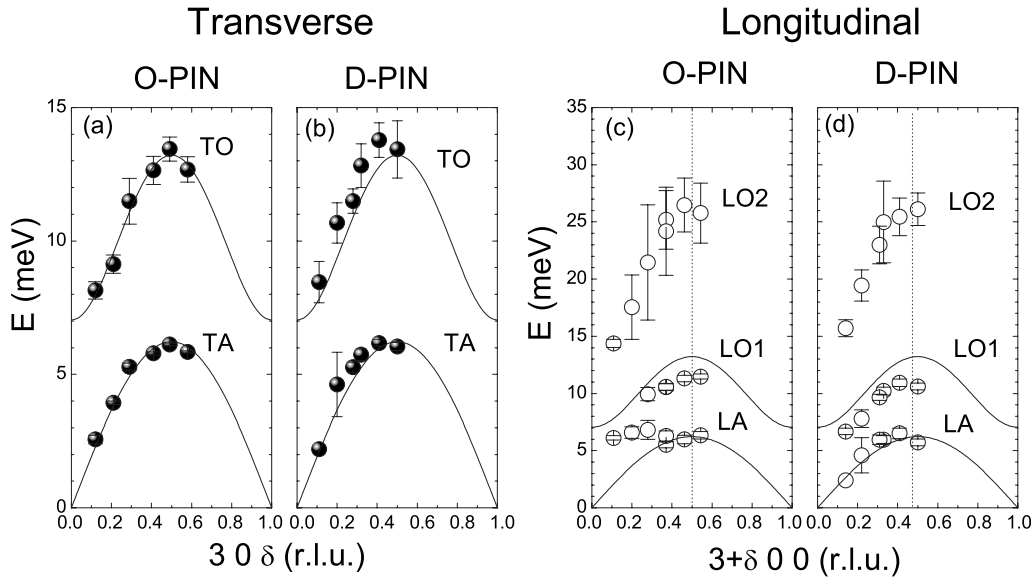 Transverse
Longitudinal
O-PIN
D-PIN
O-PIN
D-PIN
(a)
TO
TA
(b)
TO
TA
(c)
LO2
LO1
LA
(d)
LO2
LO1
LA
E (meV)
15
10
5
0
0.0 0.2 0.4 0.6 0.8 1.0
0.0 0.2 0.4 0.6 0.8 1.0
3 0 δ (r.l.u.)
E (meV)
35
30
25
20
15
10
5
0
0.0 0.2 0.4 0.6 0.8 1.0
0.0 0.2 0.4 0.6 0.8 1.0
3+δ 0 0 (r.l.u.)